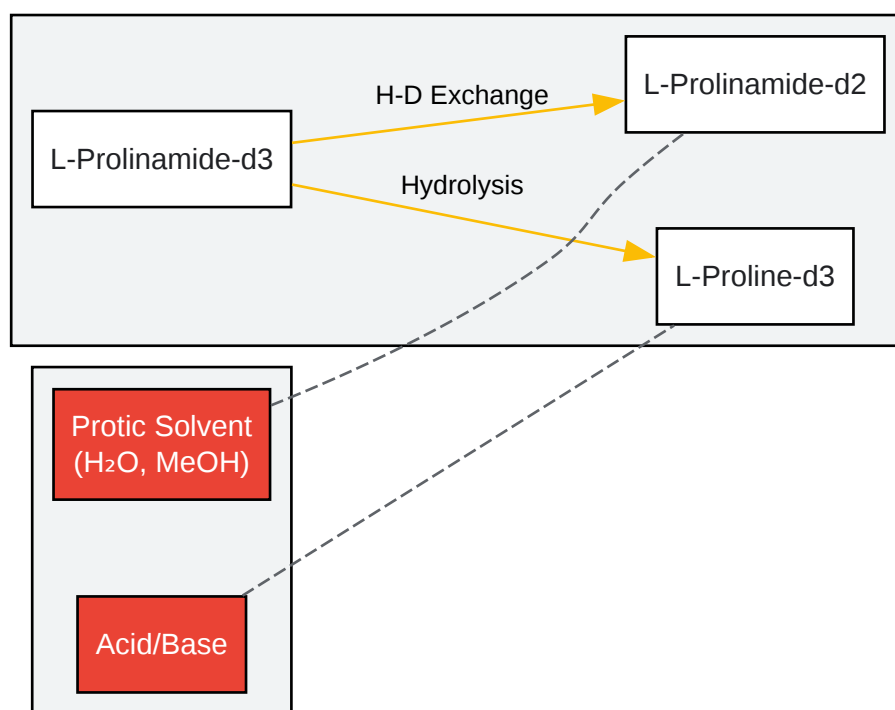 H-D Exchange
L-Prolinamide-d2
L-Prolinamide-d3
Hydrolysis
L-Proline-d3
Protic Solvent
(H₂O, MeOH)
Acid/Base